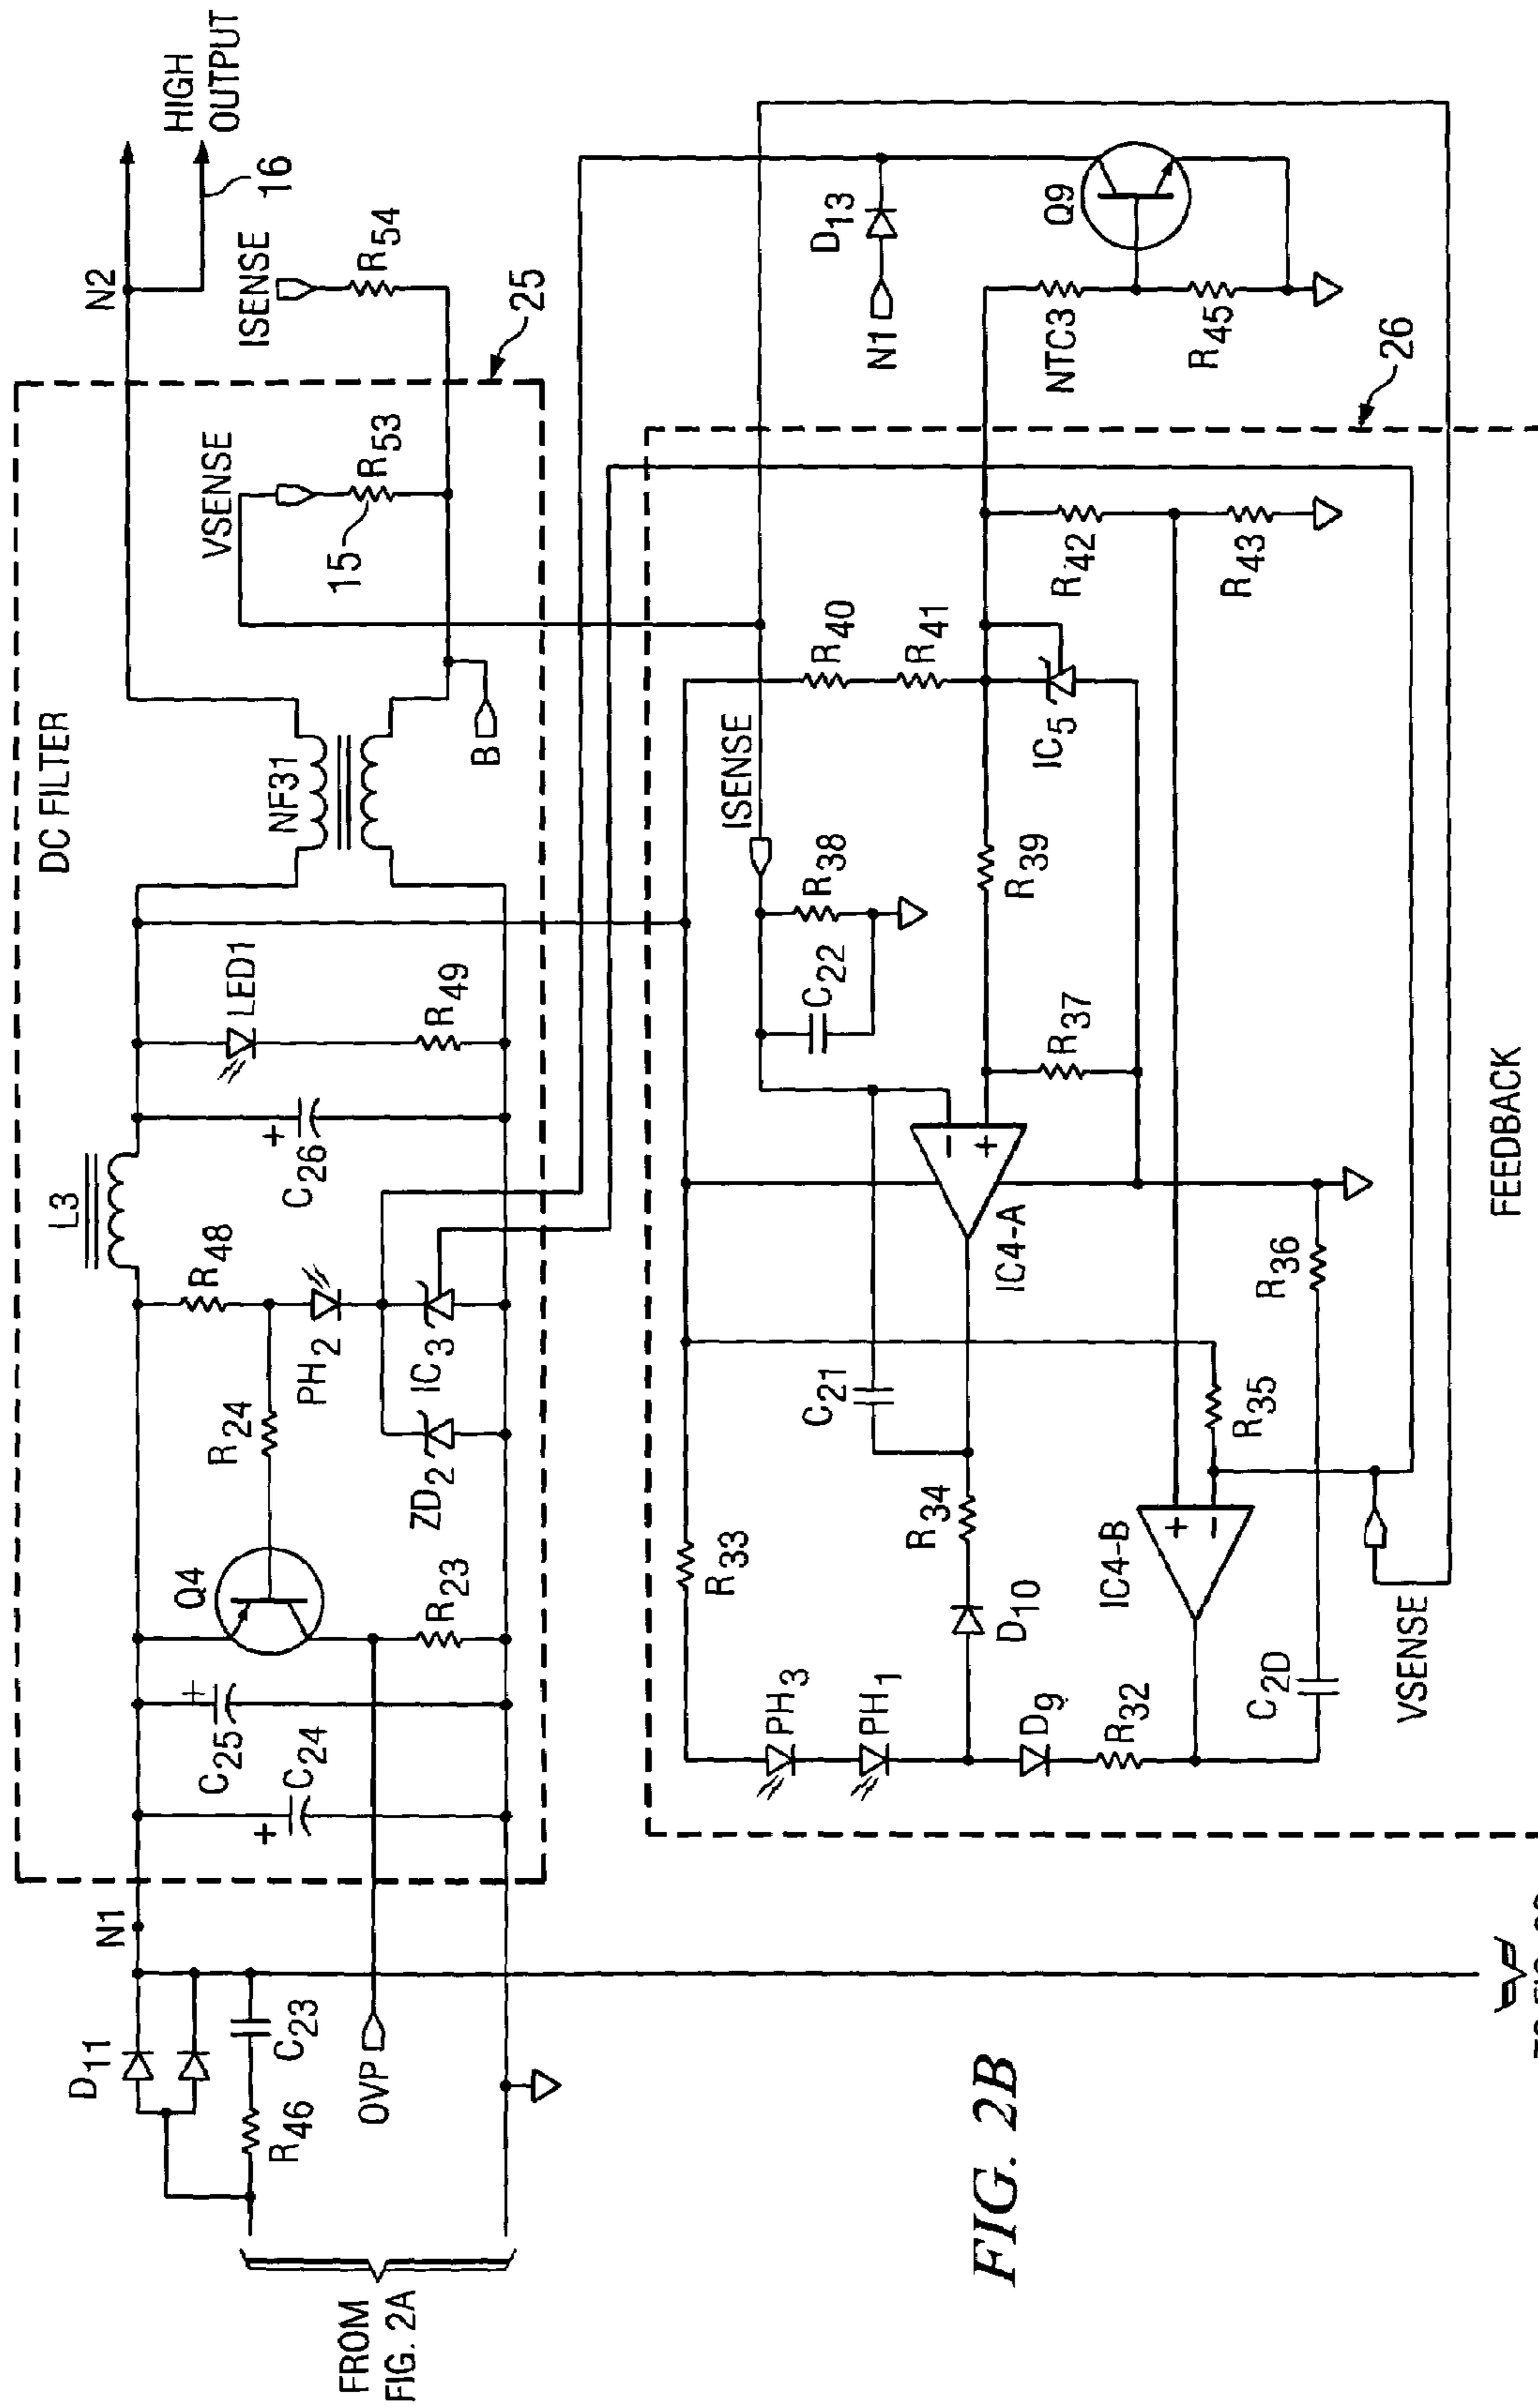 FIG. 2B
FROM
FIG. 2A
DC FILTER
25
D11
N1
R46
C23
OVP
C24
+
C25
+
Q4
R23
R24
ZD2
R48
PH2
IC3
L3
C26
+
LED1
R49
NF31
B
VSENSE
15
R53
ISENSE
R54
N2
HIGH
OUTPUT
16
26
FEEDBACK
PH3
PH1
R33
D9
R32
D10
R34
C21
IC4-A
-
+
IC4-B
+
-
C2D
R36
R35
VSENSE
C22
R38
ISENSE
R37
R39
R40
R41
IC5
R42
R43
NTC3
R45
N1
D13
Q9